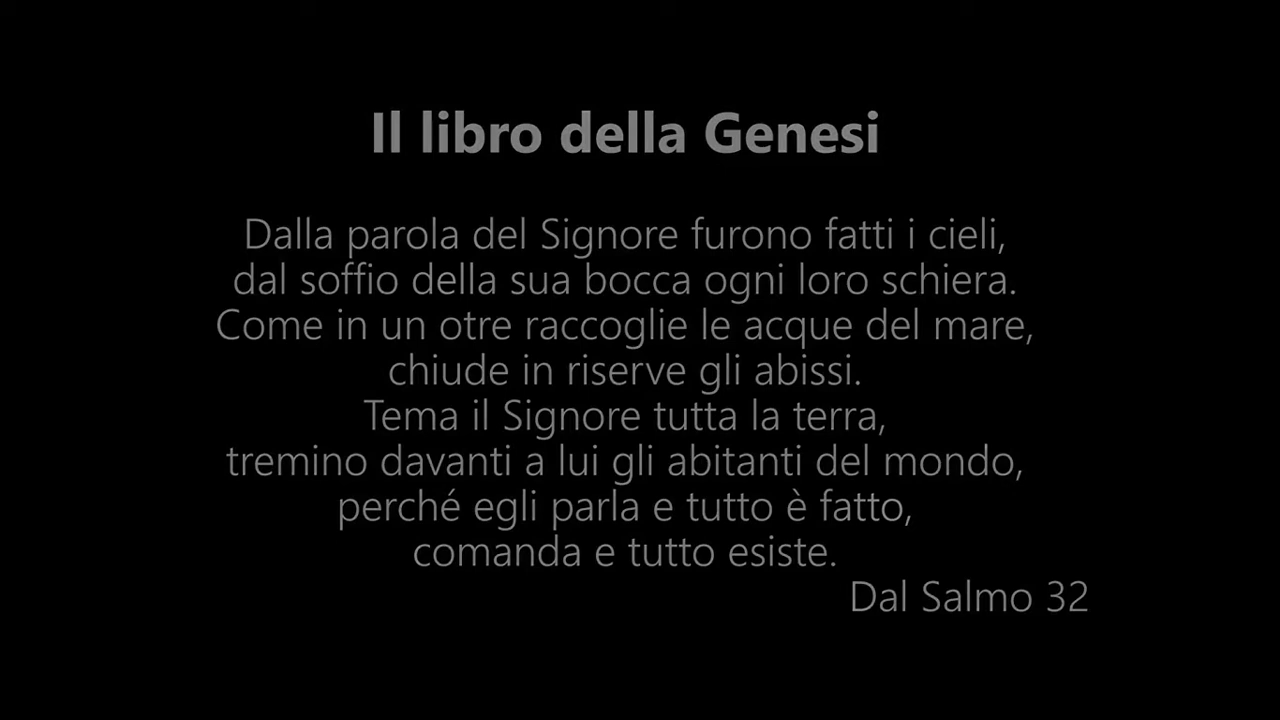 Il libro della Genesi
Dalla parola del Signore furono fatti i cieli,
dal soffio della sua bocca ogni loro schiera.
Come in un otre raccoglie le acque del mare,
chiude in riserve gli abissi.
Tema il Signore tutta la terra,
tremino davanti a lui gli abitanti del mondo,
perché egli parla e tutto è fatto,
comanda e tutto esiste.
Dal Salmo 32